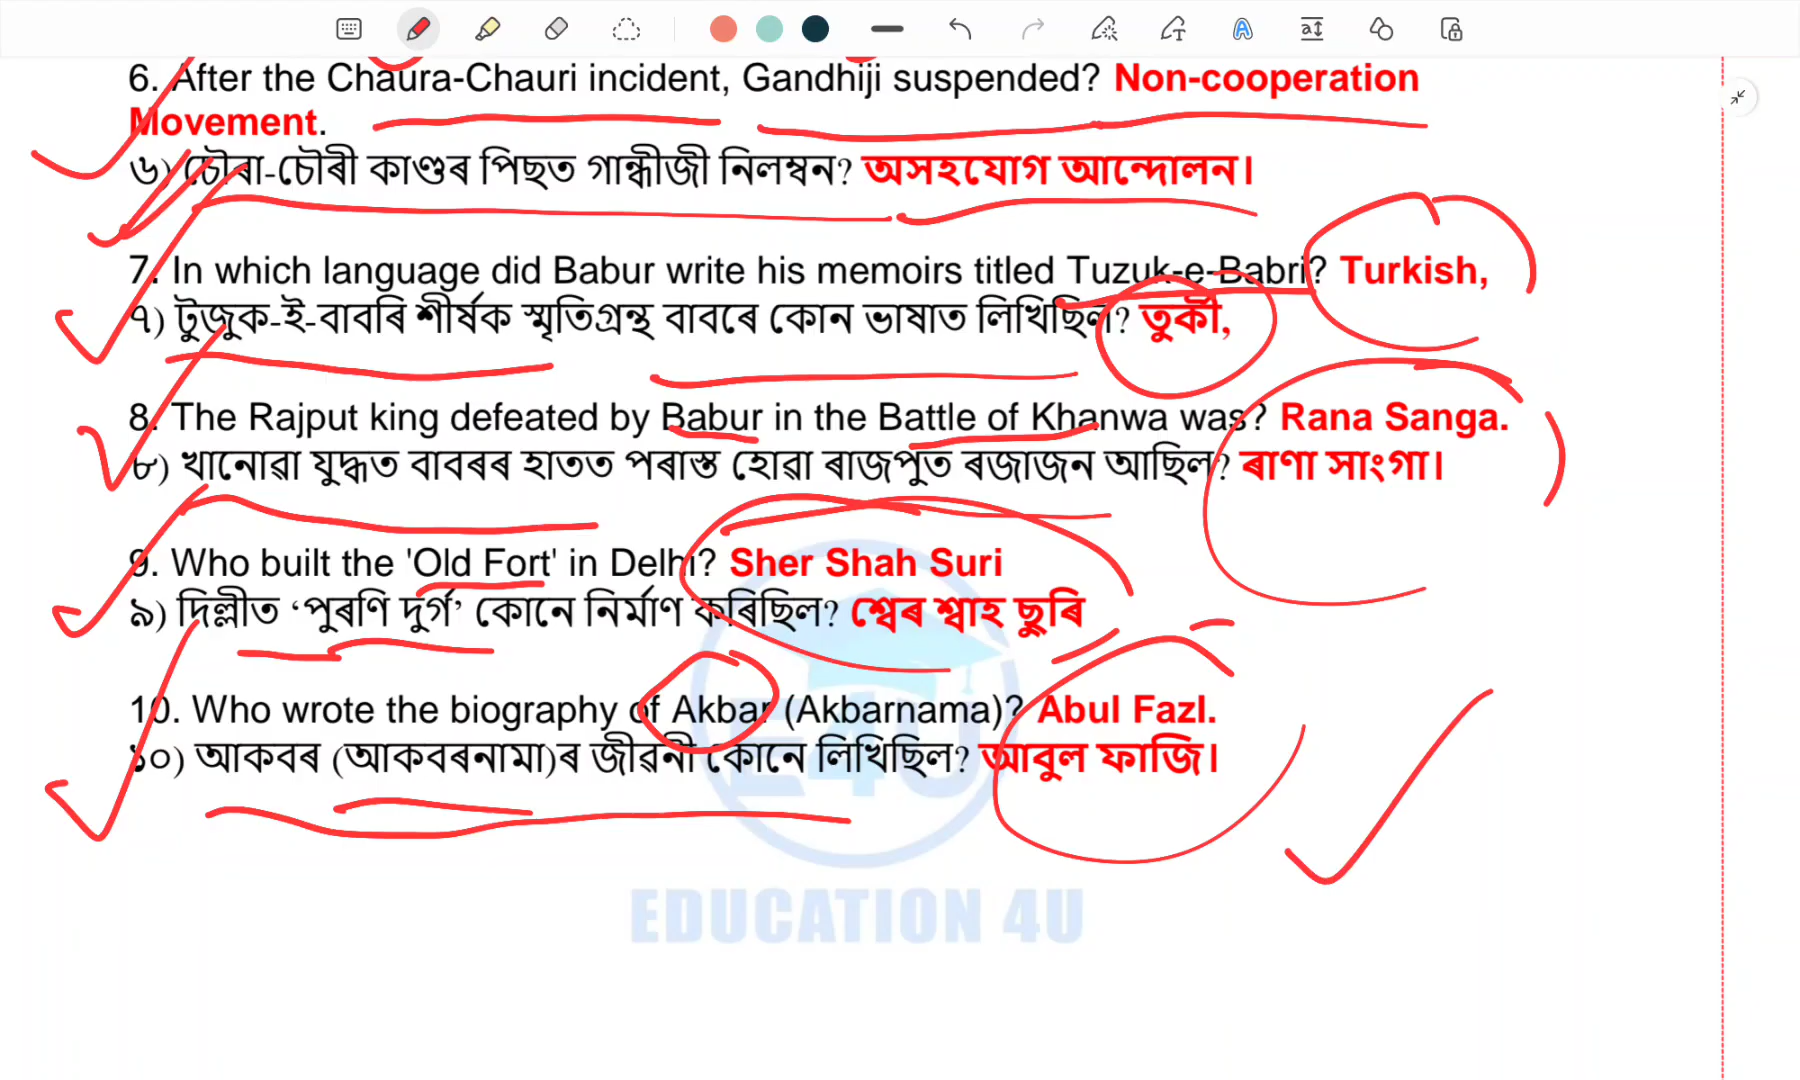 6. After the Chaura-Chauri incident, Gandhiji suspended? Non-cooperation
Movement.
৬) চৌৰা-চৌৰী কাণ্ডৰ পিছত গান্ধীজী নিলম্বন? অসহযোগ আন্দোলন।
7. In which language did Babur write his memoirs titled Tuzuk-e-Babri? Turkish,
৭) টুজুক-ই-বাবৰি শীৰ্ষক স্মৃতিগ্ৰন্থ বাবৰে কোন ভাষাত লিখিছিল? তুৰ্কী,
8. The Rajput king defeated by Babur in the Battle of Khanwa was? Rana Sanga.
৮) খানোৱা যুদ্ধত বাবৰৰ হাতত পৰাস্ত হোৱা ৰাজপুত ৰজাজন আছিল? ৰাণা সাংগা।
9. Who built the 'Old Fort' in Delhi? Sher Shah Suri
৯) দিল্লীত ‘পুৰণি দুৰ্গ’ কোনে নিৰ্মাণ কৰিছিল? শ্বেৰ শ্বাহ ছুৰি
10. Who wrote the biography of Akbar (Akbarnama)? Abul Fazl.
১০) আকবৰ (আকবৰনামা)ৰ জীৱনী কোনে লিখিছিল? আবুল ফাজি।
E4U
EDUCATION 4U